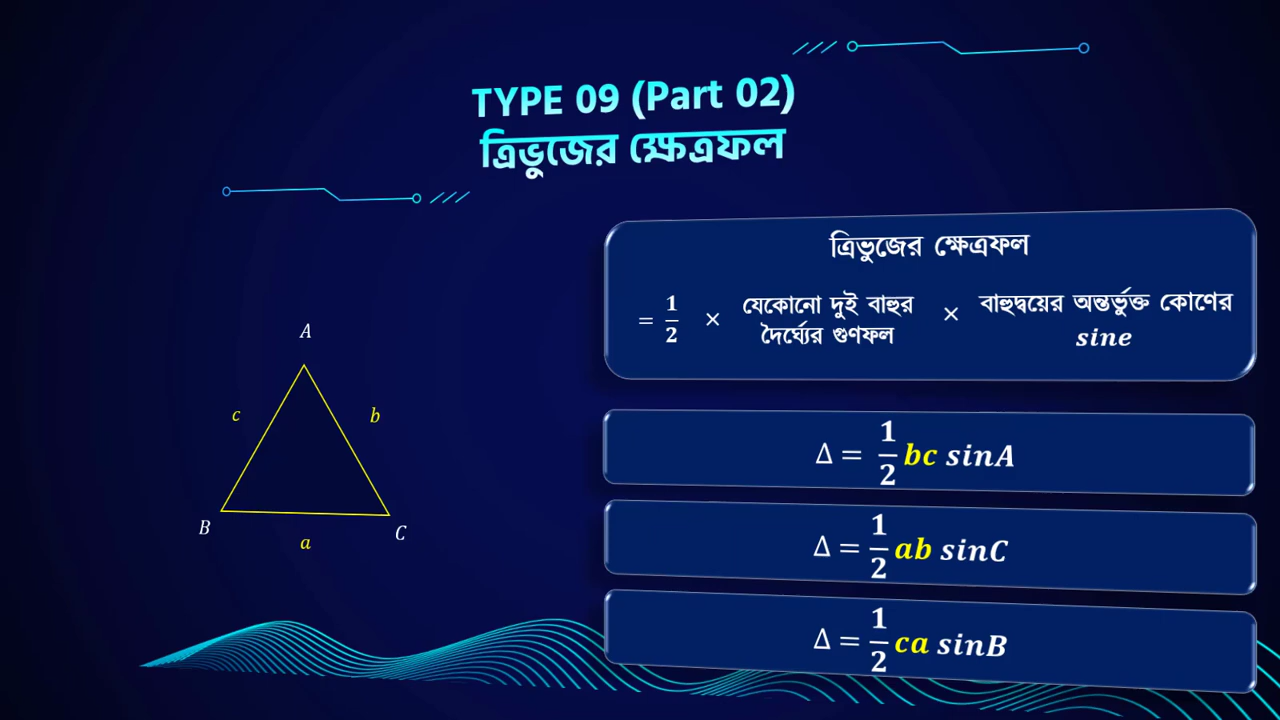 TYPE 09 (Part 02)
ত্রিভুজের ক্ষেত্রফল
ত্রিভুজের ক্ষেত্রফল
= 1/2 × যেকোনো দুই বাহুর দৈর্ঘ্যের গুণফল × বাহুদ্বয়ের অন্তর্ভুক্ত কোণের sine
A
c b
B C
a
Δ = 1/2 bc sinA
Δ = 1/2 ab sinC
Δ = 1/2 ca sinB